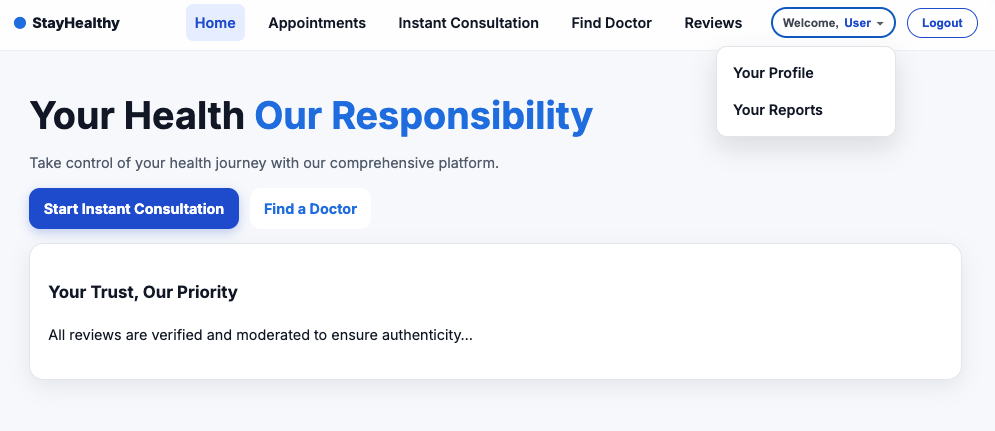 StayHealthy Home Appointments Instant Consultation Find Doctor Reviews Welcome, User Logout
Your Profile
Your Reports
Your Health Our Responsibility
Take control of your health journey with our comprehensive platform.
Start Instant Consultation Find a Doctor
Your Trust, Our Priority
All reviews are verified and moderated to ensure authenticity...